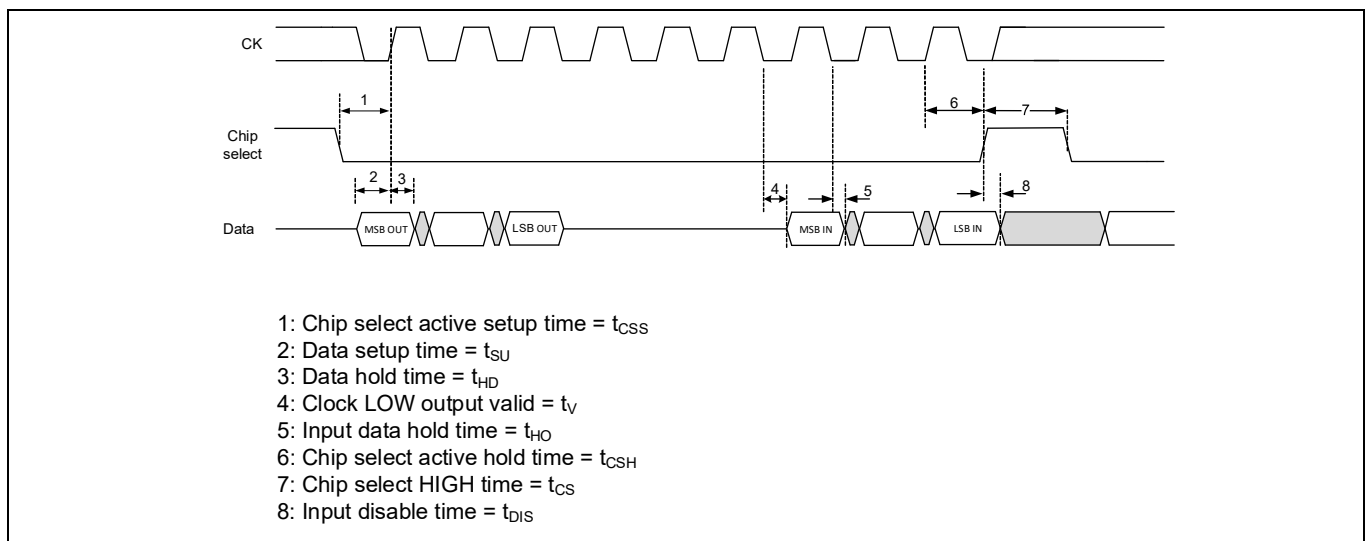 CK
1
6
7
Chip
select
2
3
4
5
8
Data
MSB OUT
LSB OUT
MSB IN
LSB IN
1: Chip select active setup time = tCSS
2: Data setup time = tSU
3: Data hold time = tHD
4: Clock LOW output valid = tV
5: Input data hold time = tHO
6: Chip select active hold time = tCSH
7: Chip select HIGH time = tCS
8: Input disable time = tDIS